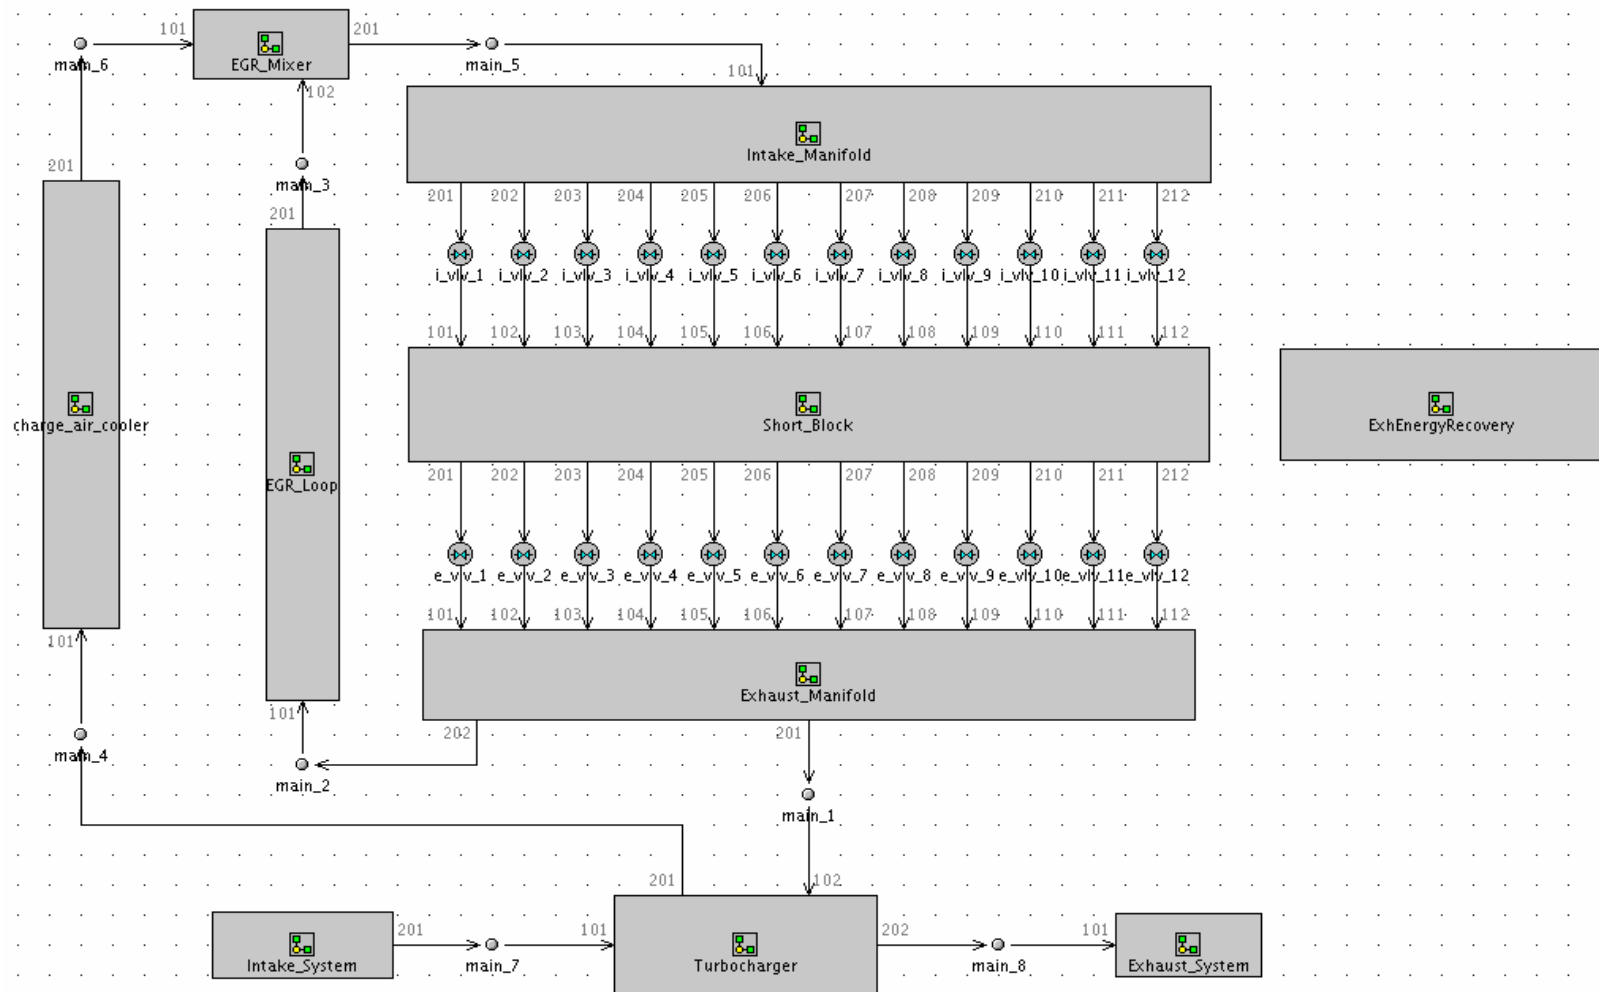 101 201
main_6 EGR_Mixer main_5
101
102
Intake_Manifold
201
main_3
201 202 203 204 205 206 207 208 209 210 211 212
201
i_vlv_1 i_vlv_2 i_vlv_3 i_vlv_4 i_vlv_5 i_vlv_6 i_vlv_7 i_vlv_8 i_vlv_9 i_vlv_10 i_vlv_11 i_vlv_12
101 102 103 104 105 106 107 108 109 110 111 112
charge_air_cooler Short_Block ExhEnergyRecovery
201 202 203 204 205 206 207 208 209 210 211 212
EGR_Loop
e_vlv_1 e_vlv_2 e_vlv_3 e_vlv_4 e_vlv_5 e_vlv_6 e_vlv_7 e_vlv_8 e_vlv_9 e_vlv_10 e_vlv_11 e_vlv_12
101 102 103 104 105 106 107 108 109 110 111 112
101
Exhaust_Manifold
101
202 201
main_4
main_2
main_1
201 102
201 101 202 101
Intake_System main_7 Turbocharger main_8 Exhaust_System